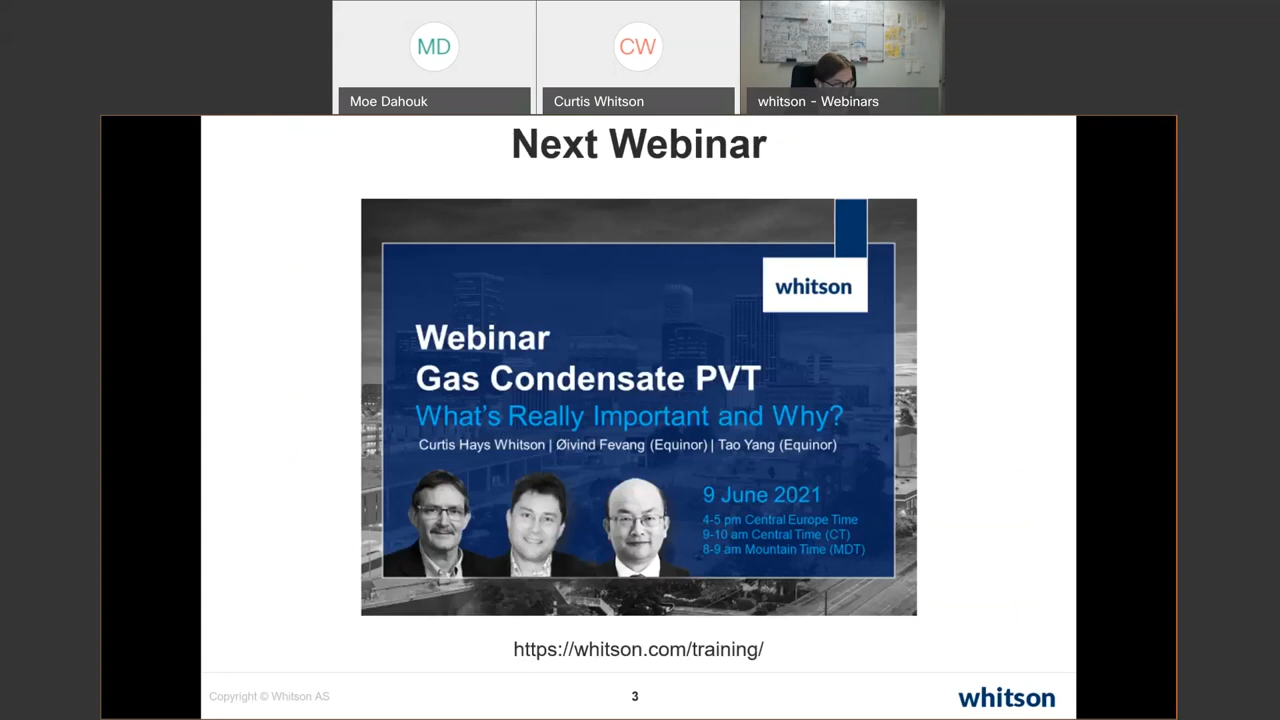 MD
CW
Moe Dahouk
Curtis Whitson
whitson - Webinars
Next Webinar
whitson
Webinar
Gas Condensate PVT
What's Really Important and Why?
Curtis Hays Whitson | Øivind Fevang (Equinor) | Tao Yang (Equinor)
9 June 2021
4-5 pm Central Europe Time
9-10 am Central Time (CT)
8-9 am Mountain Time (MDT)
https://whitson.com/training/
Copyright © Whitson AS
3
whitson